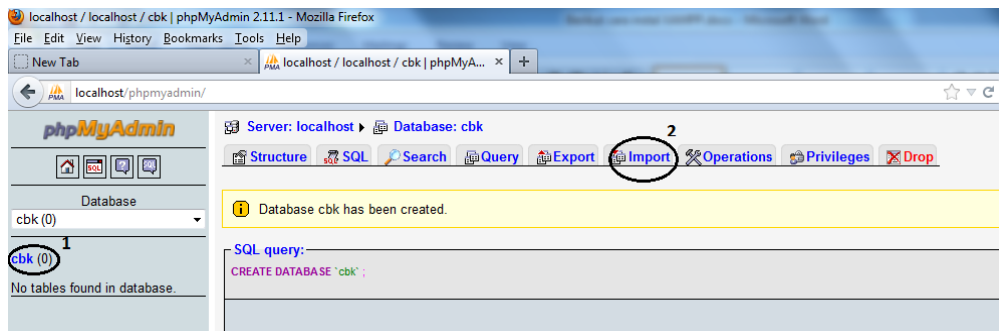 localhost / localhost / cbk | phpMyAdmin 2.11.1 - Mozilla Firefox
File Edit View History Bookmarks Tools Help
New Tab × PMA localhost / localhost / cbk | phpMyA... × +
PMA localhost/phpmyadmin/
phpMyAdmin
Server: localhost Database: cbk
2
Structure SQL Search Query Export Import Operations Privileges Drop
SQL
Database
cbk (0)
Database cbk has been created.
1
cbk (0)
No tables found in database.
SQL query:
CREATE DATABASE `cbk` ;